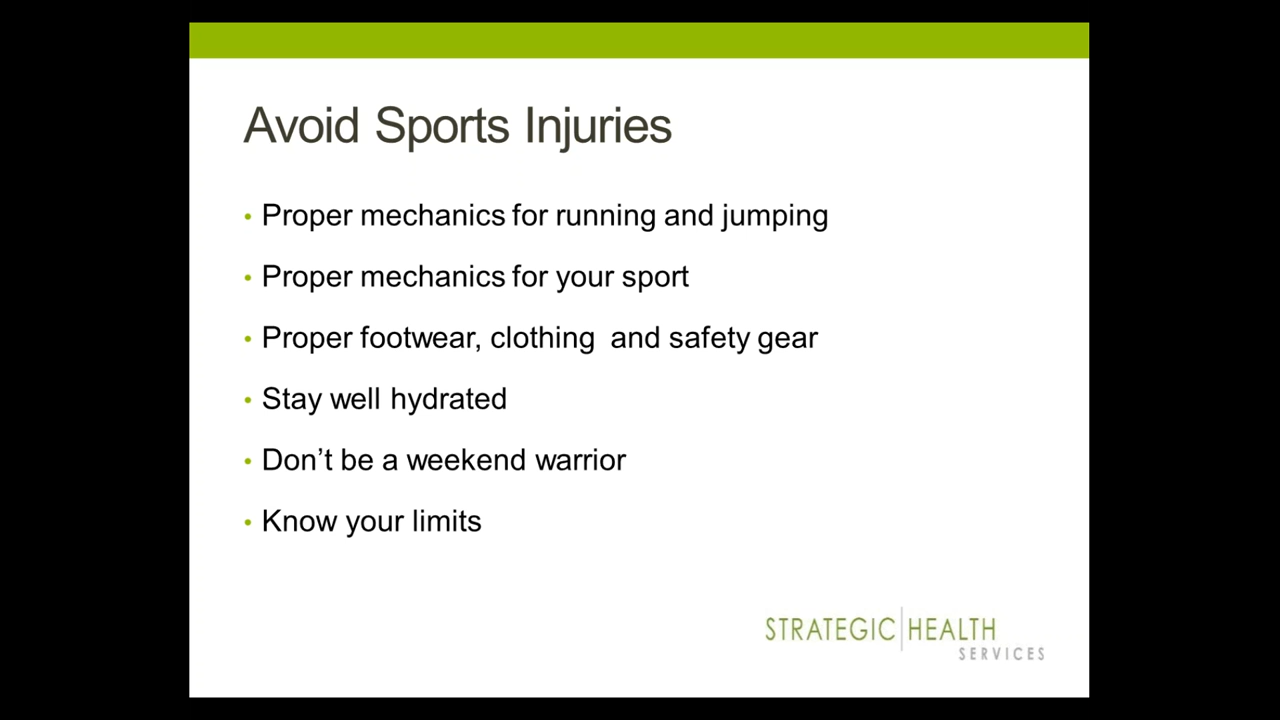 Avoid Sports Injuries
• Proper mechanics for running and jumping
• Proper mechanics for your sport
• Proper footwear, clothing  and safety gear
• Stay well hydrated
• Don’t be a weekend warrior
• Know your limits
STRATEGIC HEALTH
SERVICES